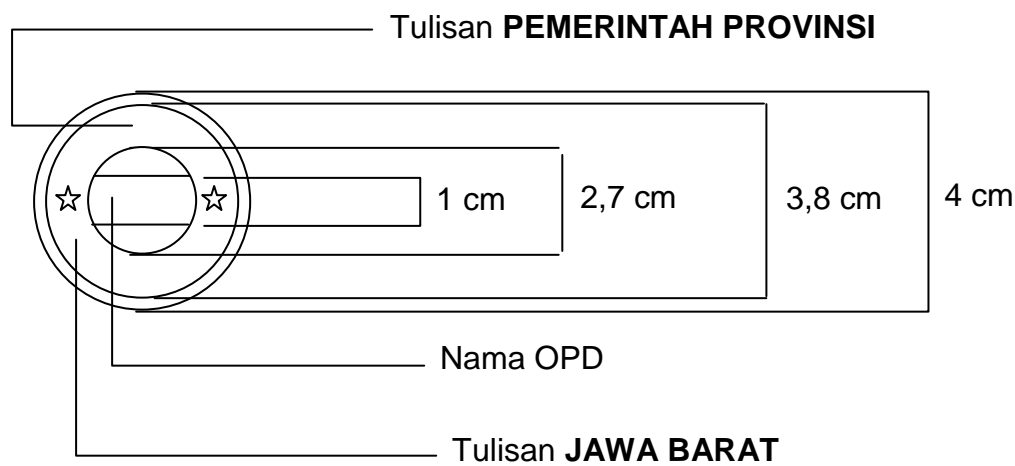 Tulisan PEMERINTAH PROVINSI
1 cm
2,7 cm
3,8 cm
4 cm
Nama OPD
Tulisan JAWA BARAT